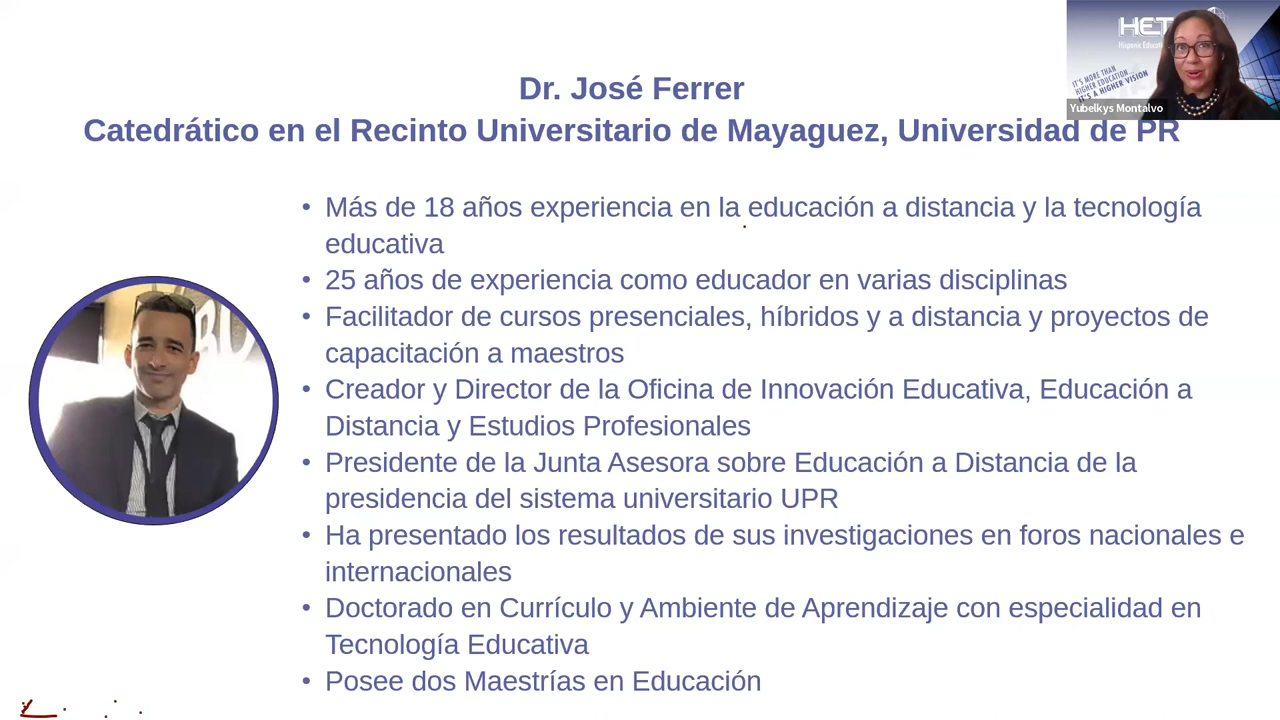 Dr. José Ferrer
Catedrático en el Recinto Universitario de Mayaguez, Universidad de PR
HET
Hispanic Educati
IT'S MORE THAN
HIGHER EDUCATION...
IT'S A HIGHER VISION
Yubelkys Montalvo
• Más de 18 años experiencia en la educación a distancia y la tecnología
educativa
• 25 años de experiencia como educador en varias disciplinas
• Facilitador de cursos presenciales, híbridos y a distancia y proyectos de
capacitación a maestros
• Creador y Director de la Oficina de Innovación Educativa, Educación a
Distancia y Estudios Profesionales
• Presidente de la Junta Asesora sobre Educación a Distancia de la
presidencia del sistema universitario UPR
• Ha presentado los resultados de sus investigaciones en foros nacionales e
internacionales
• Doctorado en Currículo y Ambiente de Aprendizaje con especialidad en
Tecnología Educativa
• Posee dos Maestrías en Educación